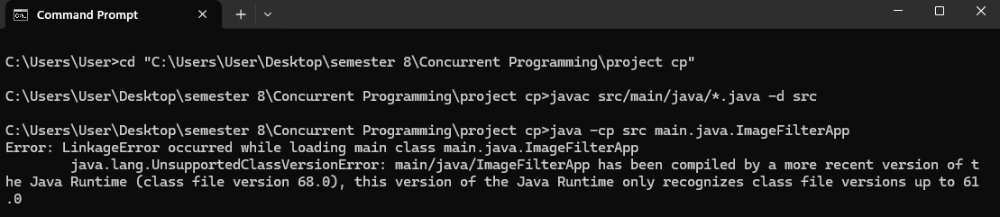 Command Prompt
C:\Users\User>cd "C:\Users\User\Desktop\semester 8\Concurrent Programming\project cp"
C:\Users\User\Desktop\semester 8\Concurrent Programming\project cp>javac src/main/java/*.java -d src
C:\Users\User\Desktop\semester 8\Concurrent Programming\project cp>java -cp src main.java.ImageFilterApp
Error: LinkageError occurred while loading main class main.java.ImageFilterApp
        java.lang.UnsupportedClassVersionError: main/java/ImageFilterApp has been compiled by a more recent version of t
he Java Runtime (class file version 68.0), this version of the Java Runtime only recognizes class file versions up to 61
.0